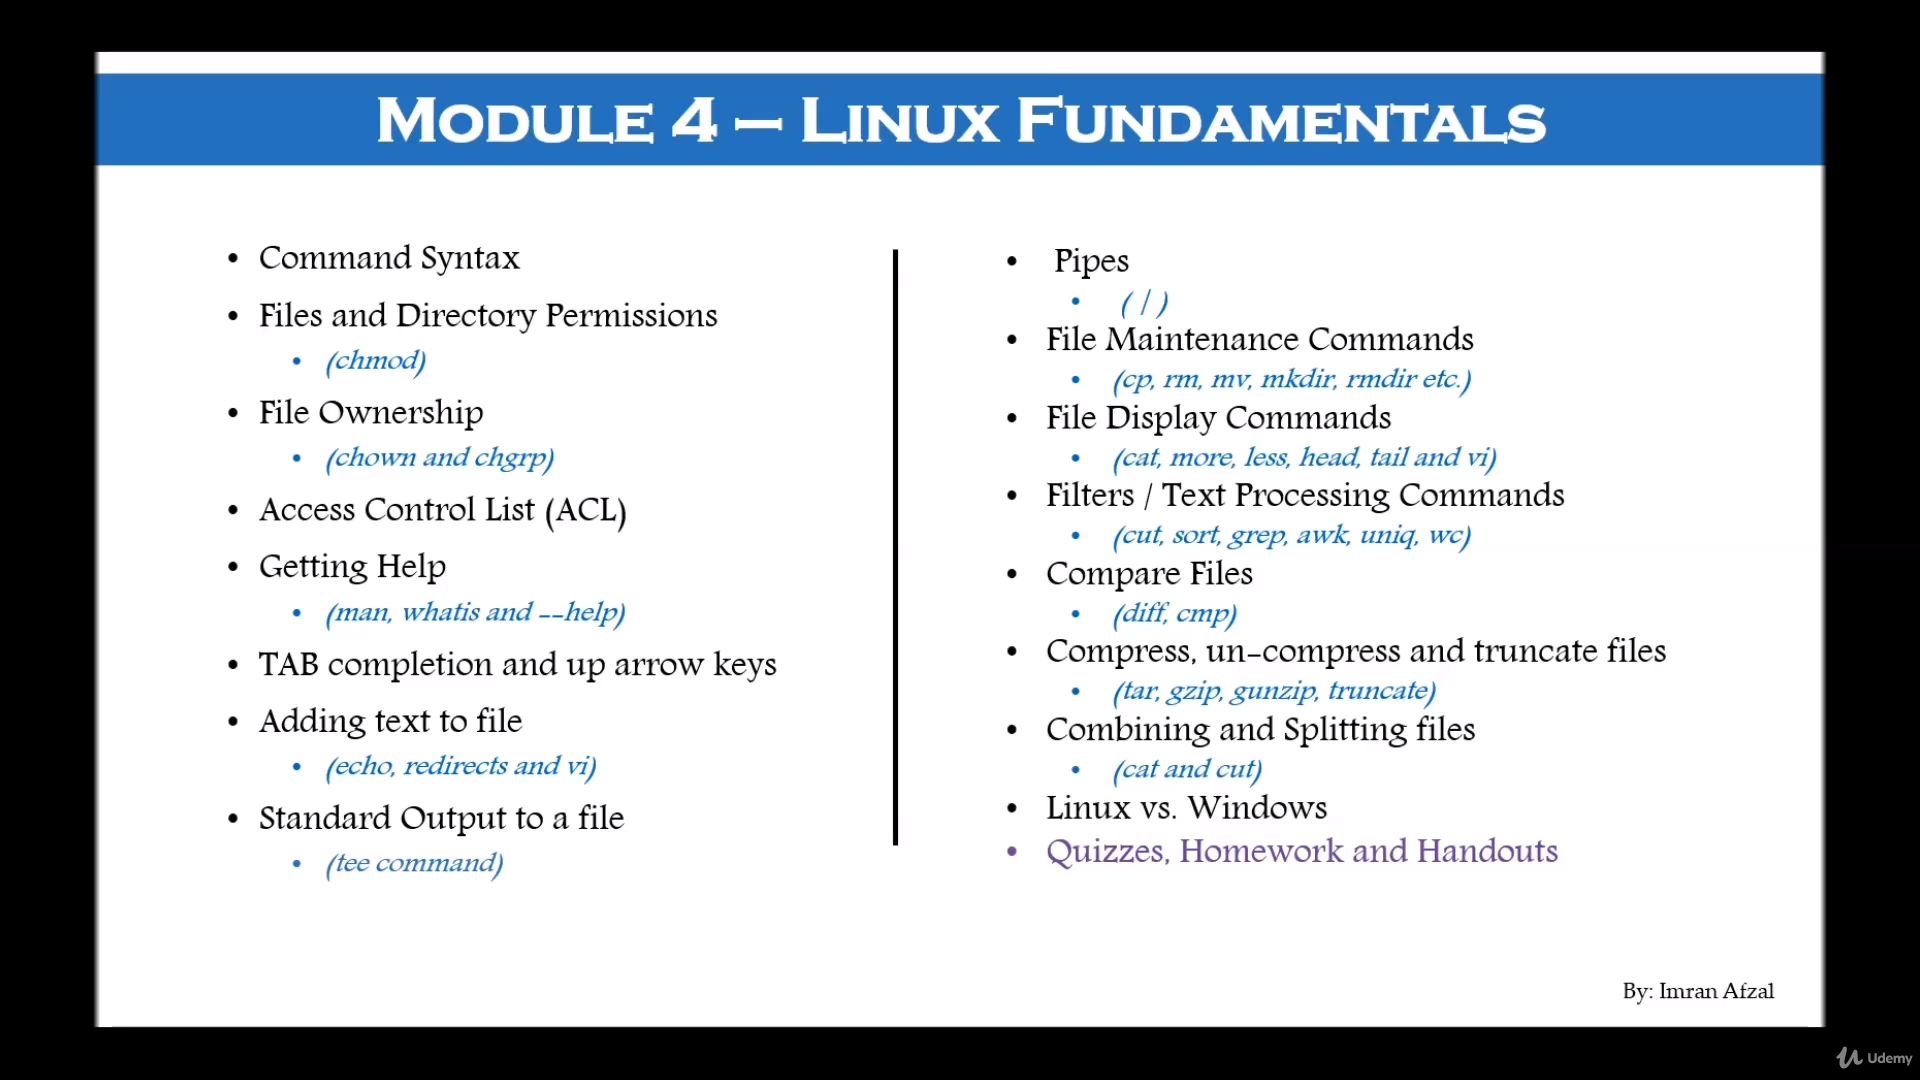 MODULE 4 – LINUX FUNDAMENTALS
• Command Syntax
• Files and Directory Permissions
• (chmod)
• File Ownership
• (chown and chgrp)
• Access Control List (ACL)
• Getting Help
• (man, whatis and --help)
• TAB completion and up arrow keys
• Adding text to file
• (echo, redirects and vi)
• Standard Output to a file
• (tee command)
• Pipes
• ( | )
• File Maintenance Commands
• (cp, rm, mv, mkdir, rmdir etc.)
• File Display Commands
• (cat, more, less, head, tail and vi)
• Filters / Text Processing Commands
• (cut, sort, grep, awk, uniq, wc)
• Compare Files
• (diff, cmp)
• Compress, un-compress and truncate files
• (tar, gzip, gunzip, truncate)
• Combining and Splitting files
• (cat and cut)
• Linux vs. Windows
• Quizzes, Homework and Handouts
By: Imran Afzal
Udemy